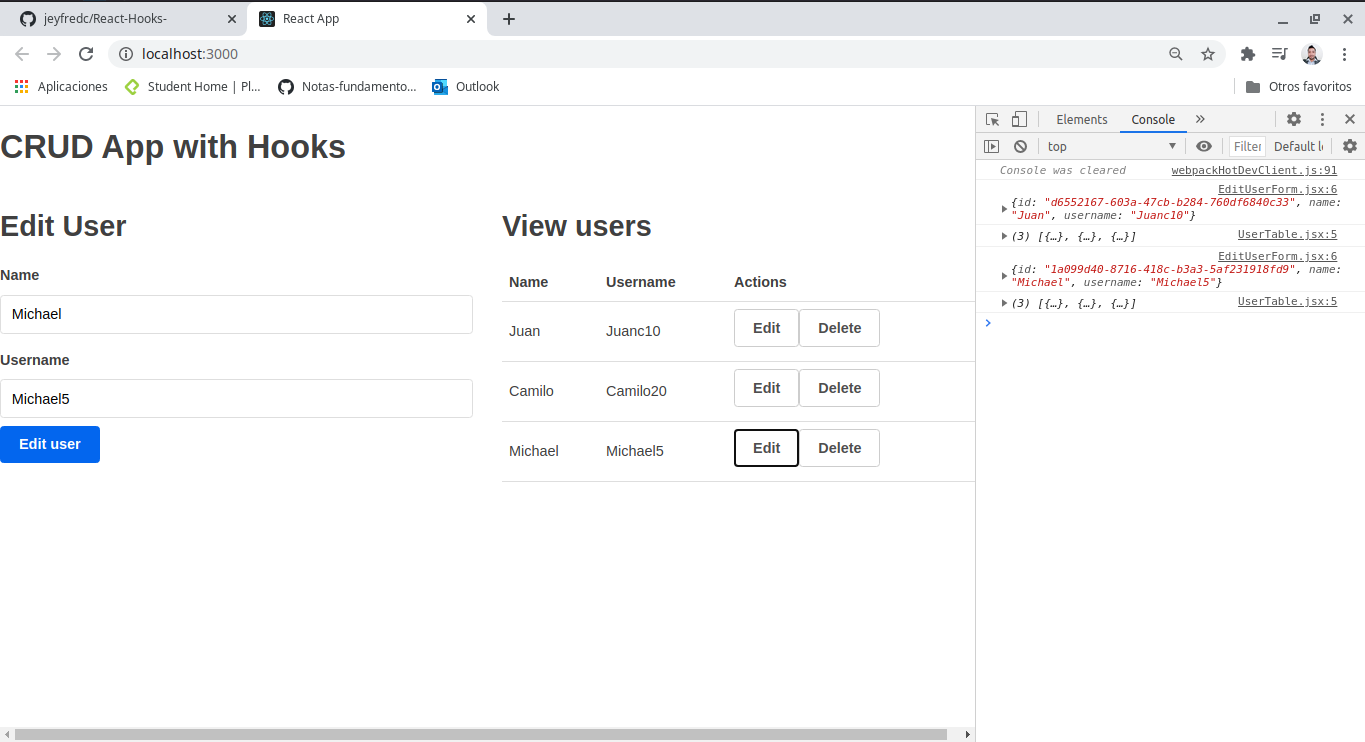 jeyfredc/React-Hooks-
React App
localhost:3000
Aplicaciones
Student Home | Pl...
Notas-fundamento...
Outlook
Otros favoritos
CRUD App with Hooks
Edit User
Name
Michael
Username
Michael5
Edit user
View users
Name Username Actions
Juan Juanc10 Edit Delete
Camilo Camilo20 Edit Delete
Michael Michael5 Edit Delete
Elements Console »
top Filter Default l
Console was cleared webpackHotDevClient.js:91
EditUserForm.jsx:6
{id: "d6552167-603a-47cb-b284-760df6840c33", name:
"Juan", username: "Juanc10"}
(3) [{…}, {…}, {…}] UserTable.jsx:5
EditUserForm.jsx:6
{id: "1a099d40-8716-418c-b3a3-5af231918fd9", name:
"Michael", username: "Michael5"}
(3) [{…}, {…}, {…}] UserTable.jsx:5